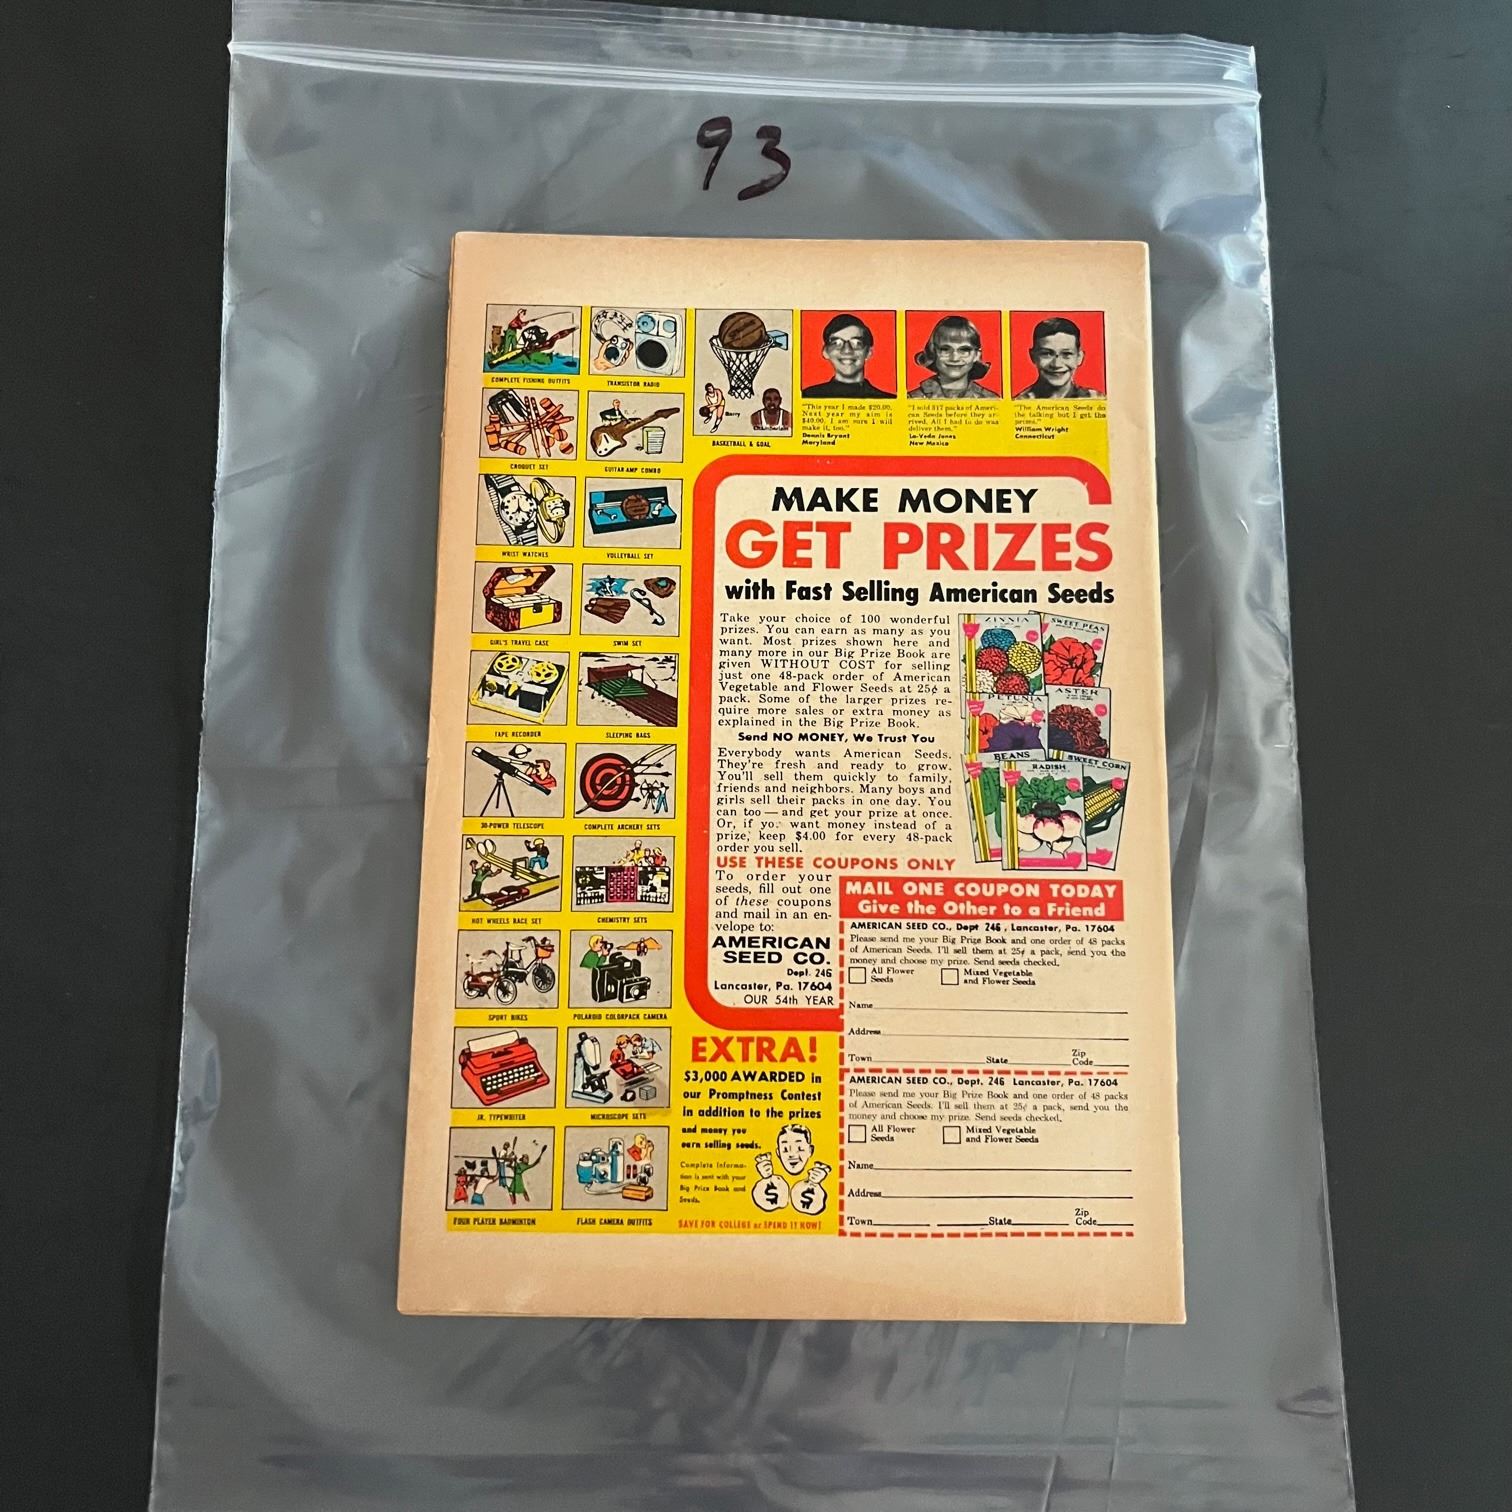 93
COMPLETE FISHING OUTFITS
TRANSISTOR RADIO
CROQUET SET
GUITAR AMP COMBO
WRIST WATCHES
VOLLEYBALL SET
GIRL'S TRAVEL CASE
SWIM SET
TAPE RECORDER
SLEEPING BAGS
30-POWER TELESCOPE
COMPLETE ARCHERY SETS
HOT WHEELS RACE SET
CHEMISTRY SETS
SPORT BIKES
POLAROID COLORPACK CAMERA
JR. TYPEWRITER
MICROSCOPE SETS
FOUR PLAYER BADMINTON
FLASH CAMERA OUTFITS
Barry
Chamberlain
BASKETBALL & GOAL
"This year I made $20.00.
Next year my aim is
$40.00. I am sure I will
make it, too."
Dennis Bryant
Maryland
"I sold 317 packs of Ameri-
can Seeds before they ar-
rived. All I had to do was
deliver them."
La-Veda Jones
New Mexico
"The American Seeds do
the talking but I get the
prizes."
William Wright
Connecticut
MAKE MONEY
GET PRIZES
with Fast Selling American Seeds
Take your choice of 100 wonderful
prizes. You can earn as many as you
want. Most prizes shown here and
many more in our Big Prize Book are
given WITHOUT COST for selling
just one 48-pack order of American
Vegetable and Flower Seeds at 25¢ a
pack. Some of the larger prizes re-
quire more sales or extra money as
explained in the Big Prize Book.
Send NO MONEY, We Trust You
Everybody wants American Seeds.
They're fresh and ready to grow.
You'll sell them quickly to family,
friends and neighbors. Many boys and
girls sell their packs in one day. You
can too — and get your prize at once.
Or, if you want money instead of a
prize, keep $4.00 for every 48-pack
order you sell.
ZINNIA
SWEET PEAS
PETUNIA
ASTER
BEANS
RADISH
SWEET CORN
USE THESE COUPONS ONLY
To order your
seeds, fill out one
of these coupons
and mail in an en-
velope to:
AMERICAN
SEED CO.
Dept. 246
Lancaster, Pa. 17604
OUR 54th YEAR
MAIL ONE COUPON TODAY
Give the Other to a Friend
AMERICAN SEED CO., Dept 246, Lancaster, Pa. 17604
Please send me your Big Prize Book and one order of 48 packs
of American Seeds. I'll sell them at 25¢ a pack, send you the
money and choose my prize. Send seeds checked.
All Flower
Seeds
Mixed Vegetable
and Flower Seeds
Name
Address
Town State Zip
Code
AMERICAN SEED CO., Dept. 246 Lancaster, Pa. 17604
Please send me your Big Prize Book and one order of 48 packs
of American Seeds. I'll sell them at 25¢ a pack, send you the
money and choose my prize. Send seeds checked.
All Flower
Seeds
Mixed Vegetable
and Flower Seeds
Name
Address
Town State Zip
Code
EXTRA!
$3,000 AWARDED in
our Promptness Contest
in addition to the prizes
and money you
earn selling seeds.
Complete Informa-
tion is sent with your
Big Prize Book and
Seeds.
$ $
SAVE FOR COLLEGE or SPEND IT NOW!